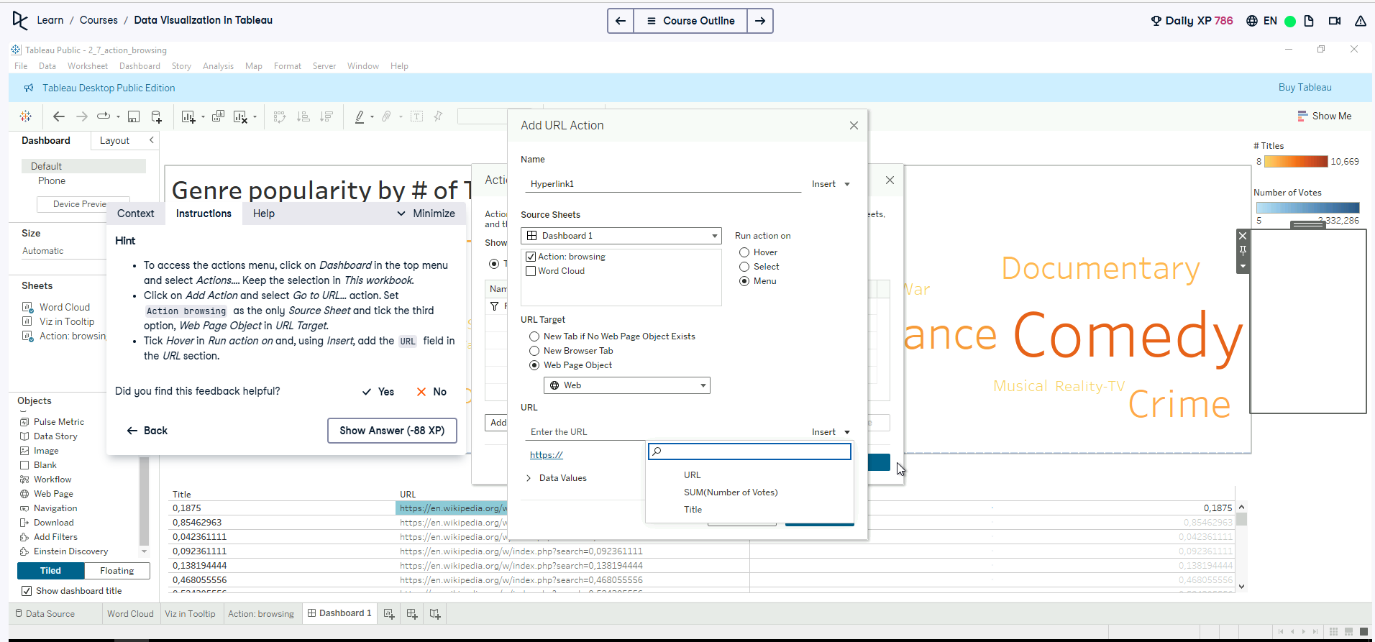 Learn / Courses / Data Visualization in Tableau
Course Outline
Daily XP 786
EN
Tableau Public - 2_7_action_browsing
File Data Worksheet Dashboard Story Analysis Map Format Server Window Help
Tableau Desktop Public Edition
Buy Tableau
Show Me
Dashboard Layout
Default
Phone
Device Preview
Size
Automatic
Sheets
Word Cloud
Viz in Tooltip
Action: browsing
Objects
Pulse Metric
Data Story
Image
Blank
Workflow
Web Page
Navigation
Download
Add Filters
Einstein Discovery
Tiled Floating
Show dashboard title
Genre popularity by # of T
Context Instructions Help Minimize
Hint
To access the actions menu, click on Dashboard in the top menu
and select Actions.... Keep the selection in This workbook.
Click on Add Action and select Go to URL... action. Set
Action browsing as the only Source Sheet and tick the third
option, Web Page Object in URL Target.
Tick Hover in Run action on and, using Insert, add the URL field in
the URL section.
Did you find this feedback helpful? Yes No
Back
Show Answer (-88 XP)
Actio
Action
and th
Show
Nam
Add
eets,
Add URL Action
Name
Hyperlink1
Insert
Source Sheets
Dashboard 1
Action: browsing
Word Cloud
Run action on
Hover
Select
Menu
URL Target
New Tab if No Web Page Object Exists
New Browser Tab
Web Page Object
Web
URL
Enter the URL
Insert
https://
Data Values
URL
SUM(Number of Votes)
Title
# Titles
8 10,669
Number of Votes
5 2,332,286
Documentary
War
ance
Comedy
Musical Reality-TV
Crime
Title URL
0,1875 https://en.wikipedia.org/w 0,1875
0,85462963 https://en.wikipedia.org/w 0,85462963
0,042361111 https://en.wikipedia.org/w 0,042361111
0,092361111 https://en.wikipedia.org/w/index.php?search=0,092361111 0,092361111
0,138194444 https://en.wikipedia.org/w/index.php?search=0,138194444 0,138194444
0,468055556 https://en.wikipedia.org/w/index.php?search=0,468055556 0,468055556
Data Source Word Cloud Viz in Tooltip Action: browsing Dashboard 1